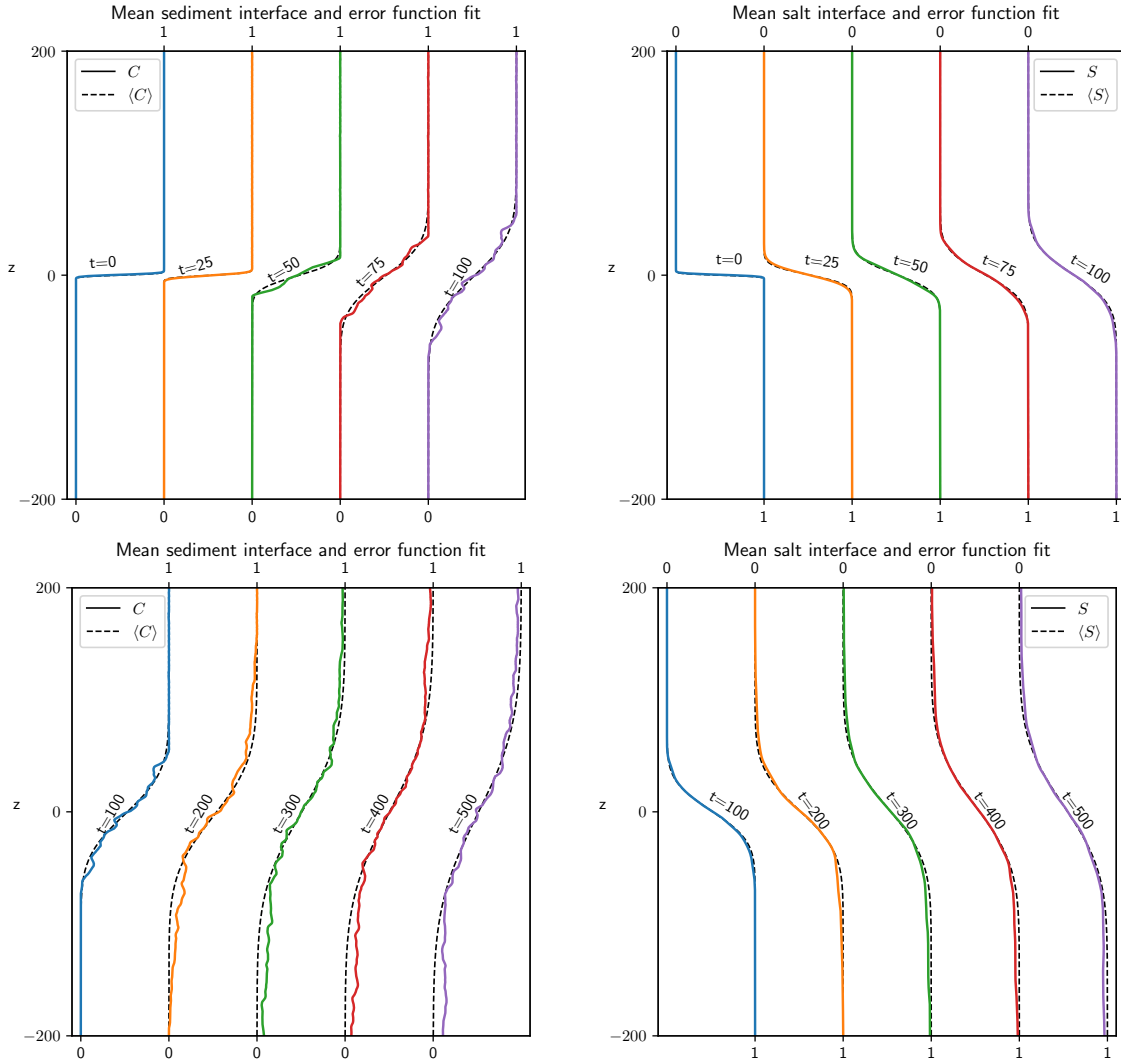 Mean sediment interface and error function fit
1 1 1 1 1
200
C
⟨C⟩
t=0
t=25
t=50
t=75
t=100
z
0
−200
0 0 0 0 0
Mean salt interface and error function fit
0 0 0 0 0
200
S
⟨S⟩
t=0
t=25
t=50
t=75
t=100
z
0
−200
1 1 1 1 1
Mean sediment interface and error function fit
1 1 1 1 1
200
C
⟨C⟩
t=100
t=200
t=300
t=400
t=500
z
0
−200
0 0 0 0 0
Mean salt interface and error function fit
0 0 0 0 0
200
S
⟨S⟩
t=100
t=200
t=300
t=400
t=500
z
0
−200
1 1 1 1 1